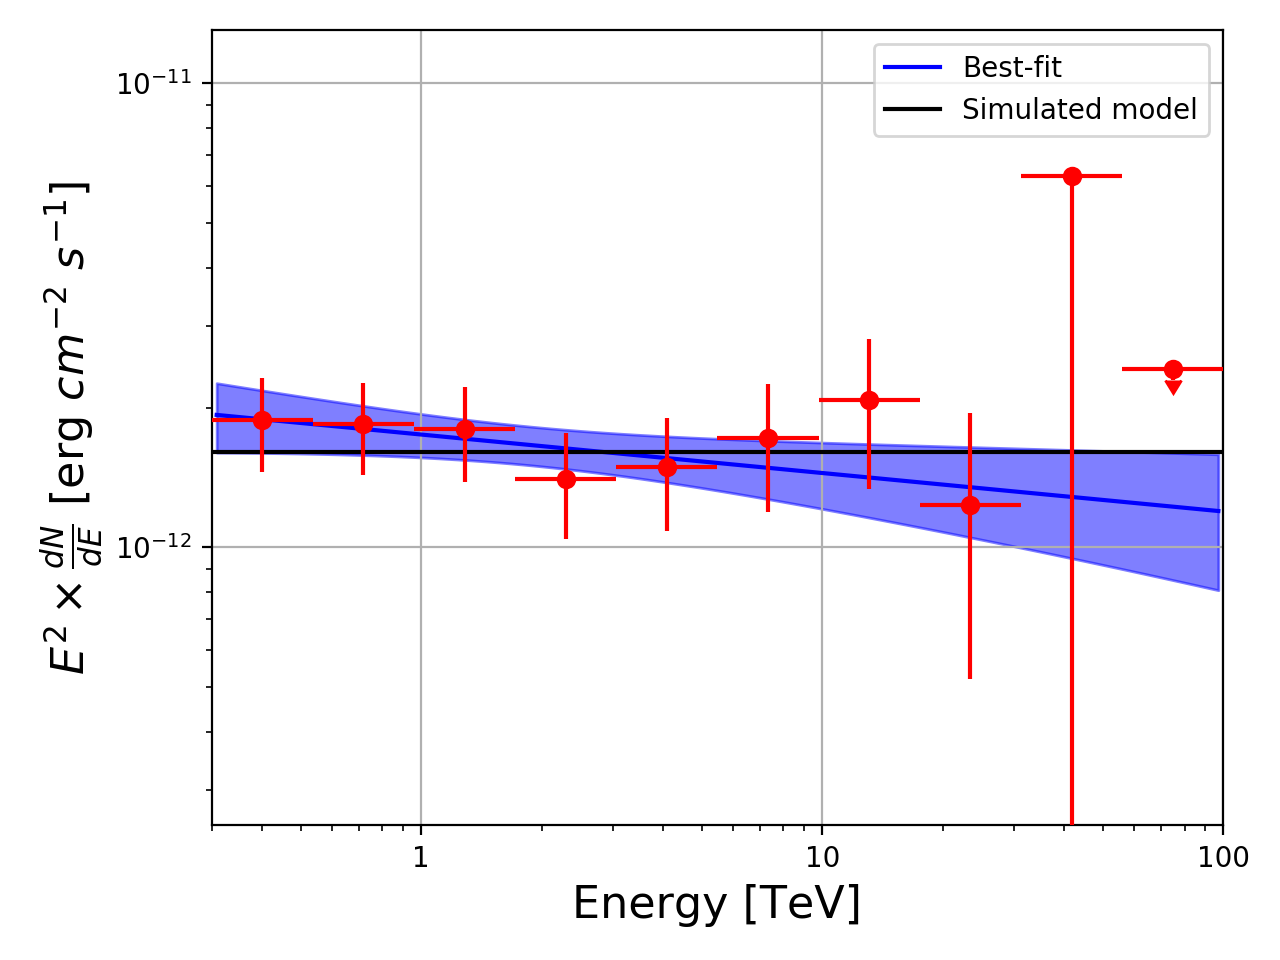 Best-fit
Simulated model
10⁻¹¹
10⁻¹²
E² × dN/dE [erg cm⁻² s⁻¹]
1 10 100
Energy [TeV]